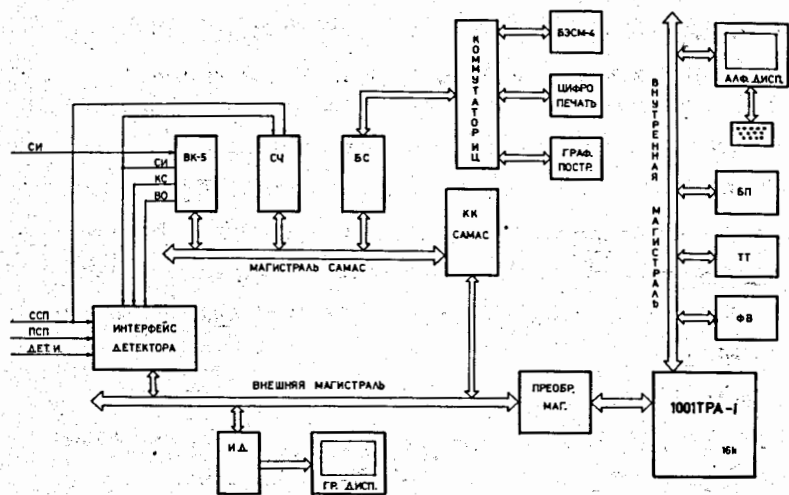 БЭСМ-4
КОММУТАТОР ИЦ
ЦИФРО
ПЕЧАТЬ
ГРАФ.
ПОСТР.
ВНУТРЕННАЯ МАГИСТРАЛЬ
АЛФ. ДИСП.
БП
ТТ
ФВ
СИ
ВК-5
СЧ
БС
СИ
КС
ВО
КК
САМАС
МАГИСТРАЛЬ САМАС
ССП
ПСП
ДЕТ. И.
ИНТЕРФЕЙС
ДЕТЕКТОРА
ВНЕШНЯЯ МАГИСТРАЛЬ
ПРЕОБР.
МАГ.
1001ТРА-i
16k
И.Д.
ГР. ДИСП.